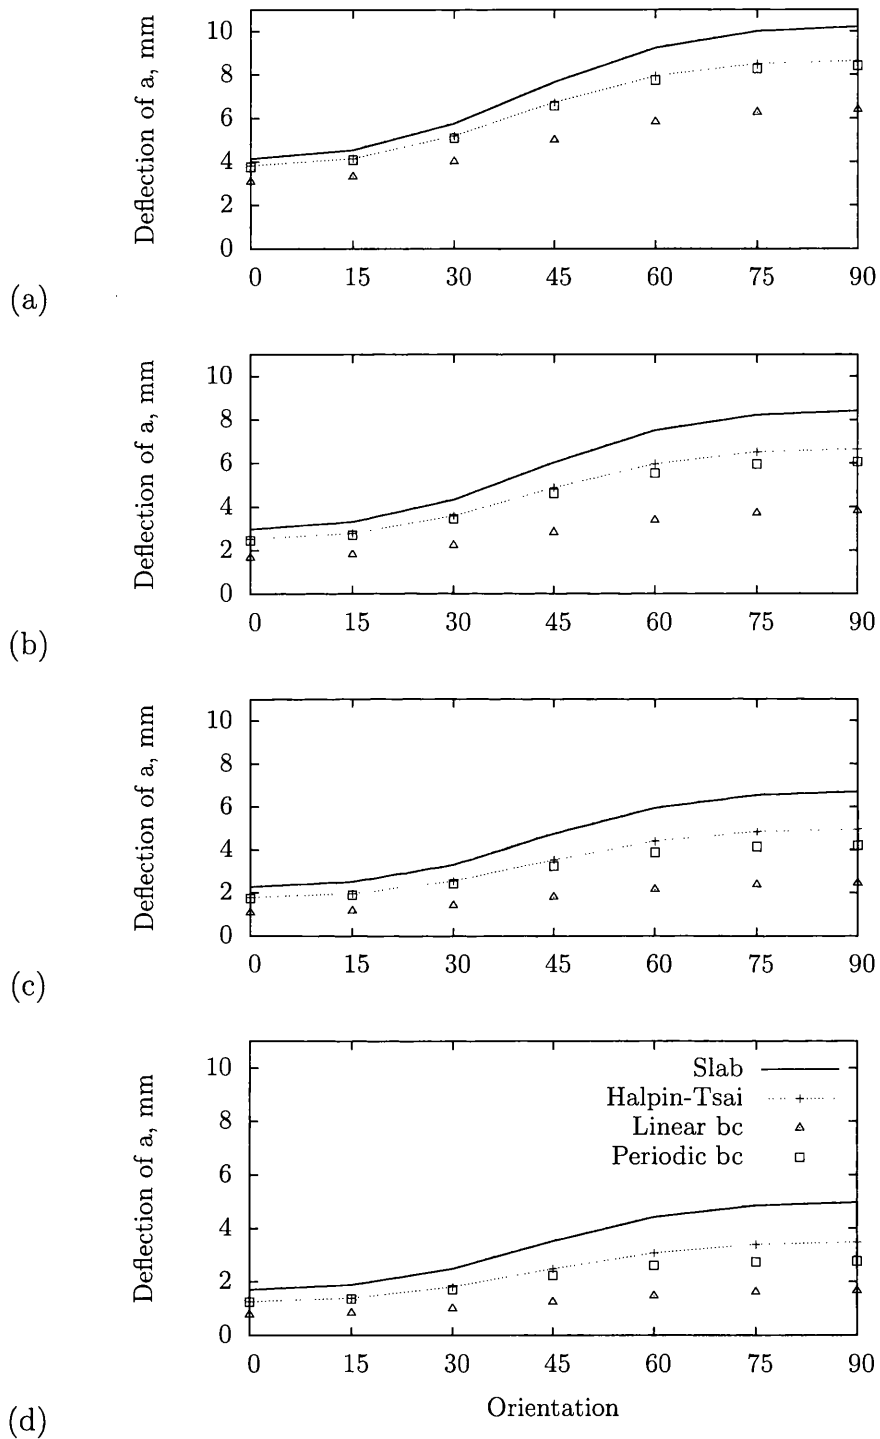 Deflection of a, mm
10
8
6
4
2
0
0 15 30 45 60 75 90
(a)
Deflection of a, mm
10
8
6
4
2
0
0 15 30 45 60 75 90
(b)
Deflection of a, mm
10
8
6
4
2
0
0 15 30 45 60 75 90
(c)
Deflection of a, mm
10
8
6
4
2
0
Slab
Halpin-Tsai
Linear bc
Periodic bc
0 15 30 45 60 75 90
Orientation
(d)